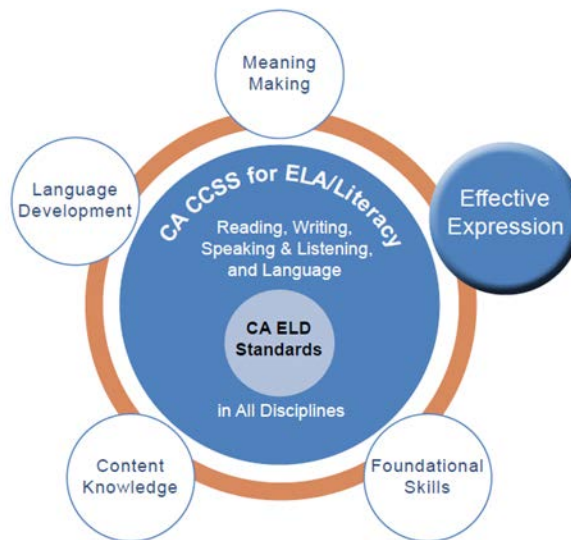 Meaning
Making
Language
Development
Effective
Expression
CA CCSS for ELA/Literacy
Reading, Writing,
Speaking & Listening,
and Language
CA ELD
Standards
in All Disciplines
Content
Knowledge
Foundational
Skills